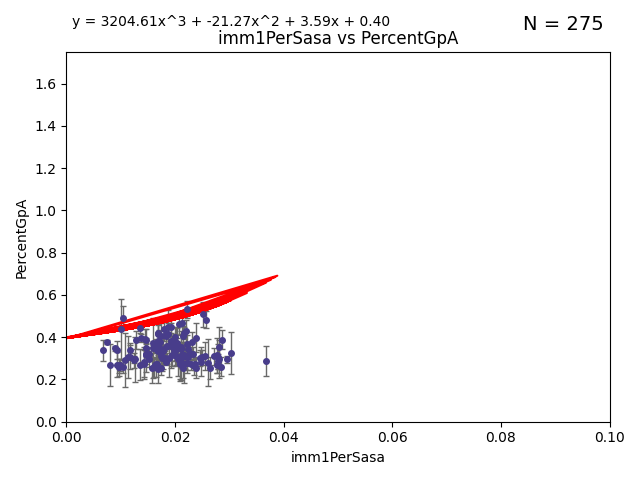 y = 3204.61x^3 + -21.27x^2 + 3.59x + 0.40
N = 275
imm1PerSasa vs PercentGpA
PercentGpA
1.6
1.4
1.2
1.0
0.8
0.6
0.4
0.2
0.0
0.00 0.02 0.04 0.06 0.08 0.10
imm1PerSasa